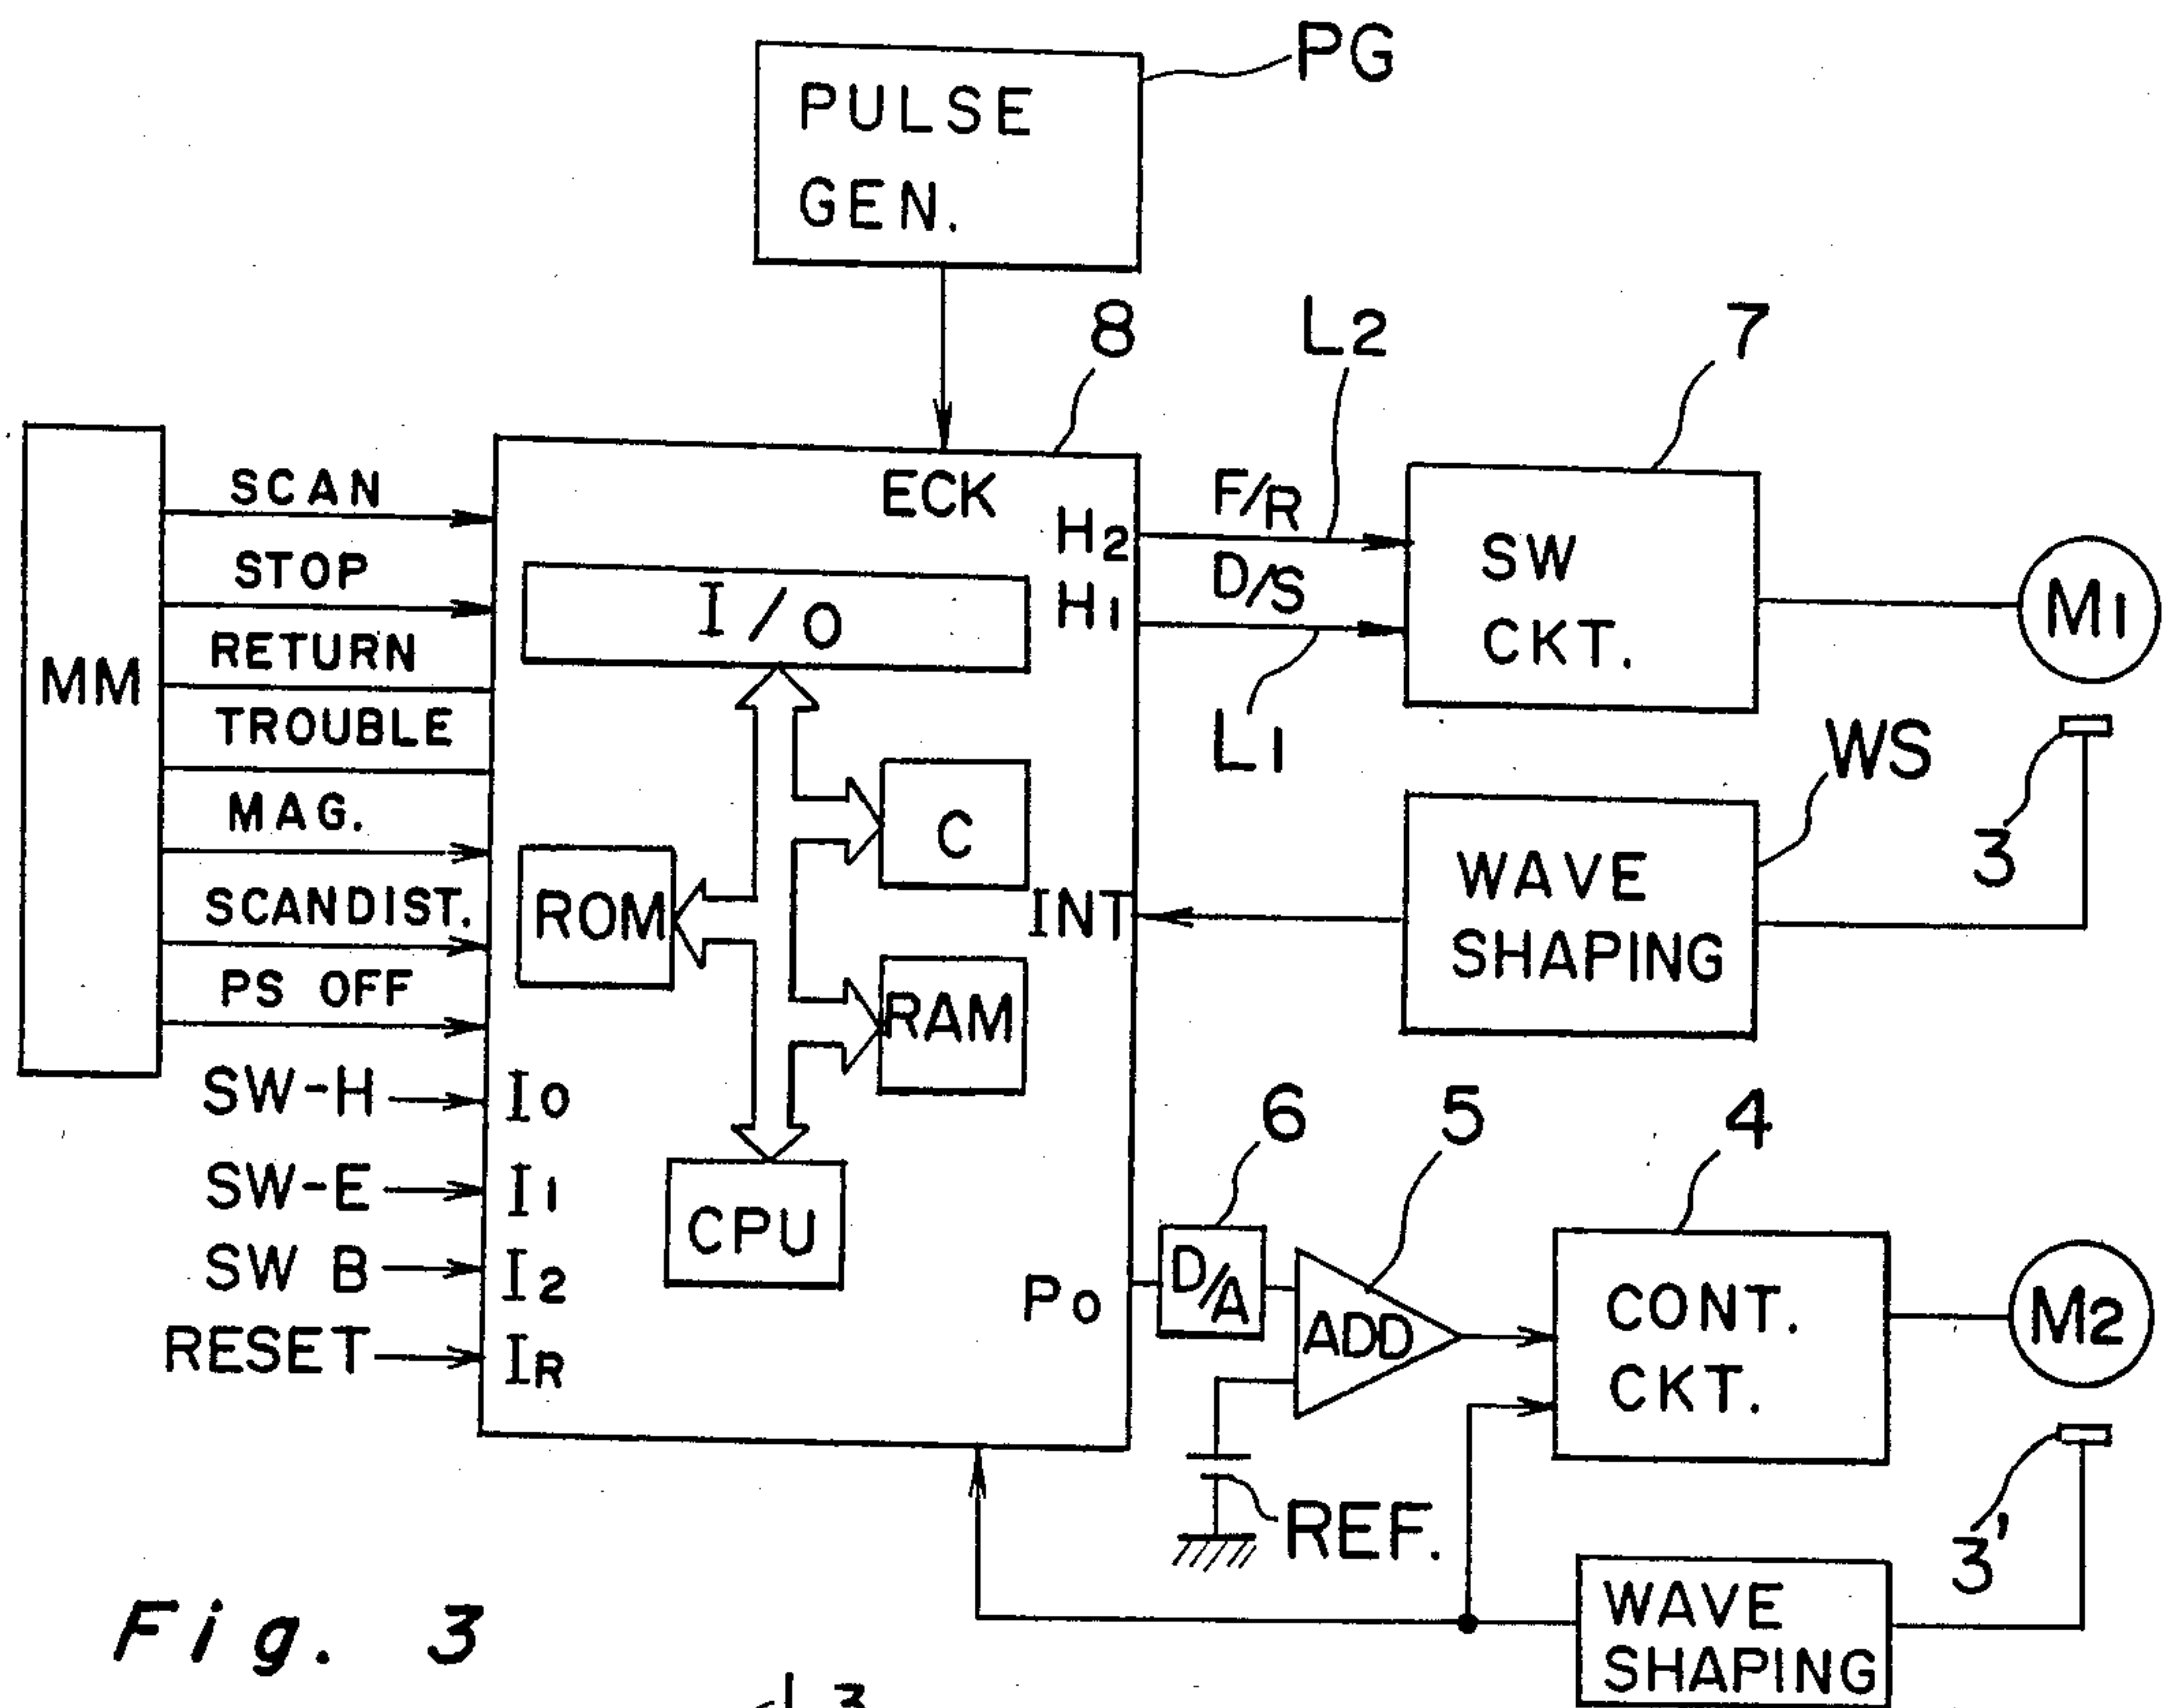 PG
PULSE
GEN.
8
L2
7
MM
SCAN
STOP
RETURN
TROUBLE
MAG.
SCANDIST.
PS OFF
SW-H
SW-E
SW B
RESET
ECK
H2
H1
I/O
C
ROM
RAM
INT
CPU
I0
I1
I2
IR
P0
F/R
D/S
L1
SW
CKT.
M1
3
WS
WAVE
SHAPING
6
5
4
D/A
ADD
CONT.
CKT.
M2
REF.
3'
WAVE
SHAPING
Fig. 3
L3